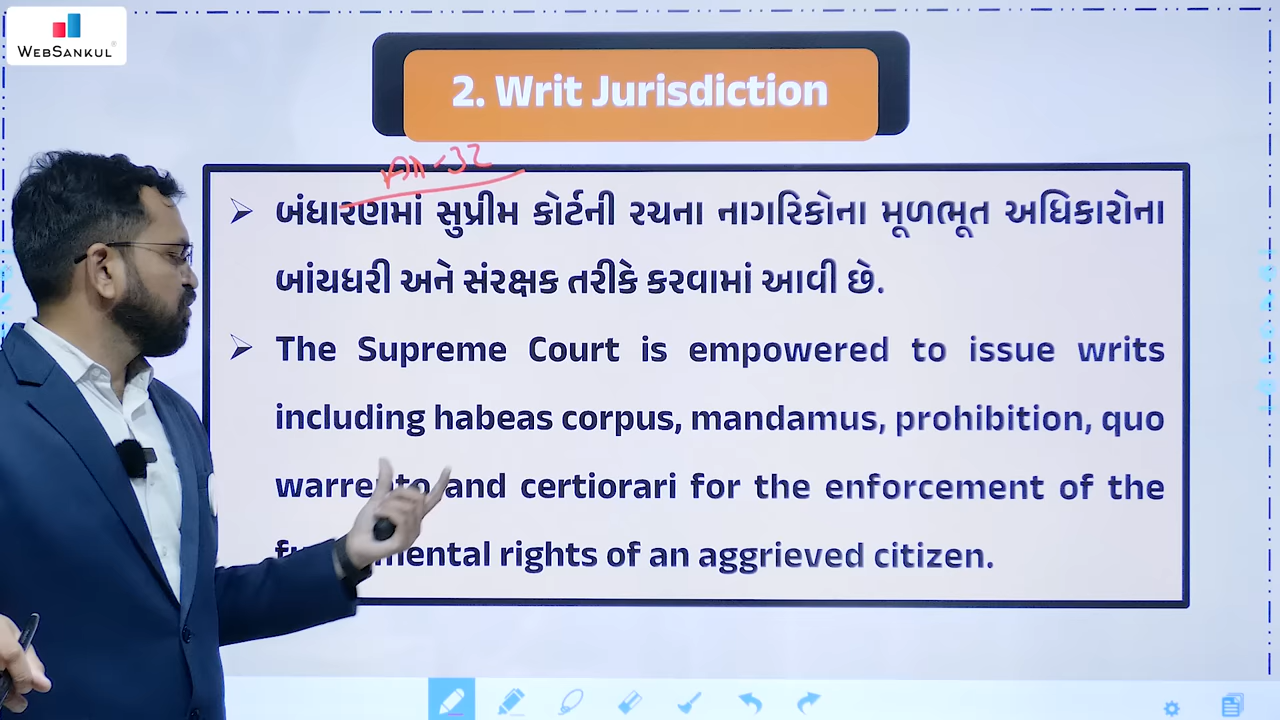 WEBSANKUL
2. Writ Jurisdiction
-32
➢ બંધારણમાં સુપ્રીમ કોર્ટની રચના નાગરિકોના મૂળભૂત અધિકારોના
બાંયધરી અને સંરક્ષક તરીકે કરવામાં આવી છે.
➢ The Supreme Court is empowered to issue writs
including habeas corpus, mandamus, prohibition, quo
warrento and certiorari for the enforcement of the
mental rights of an aggrieved citizen.